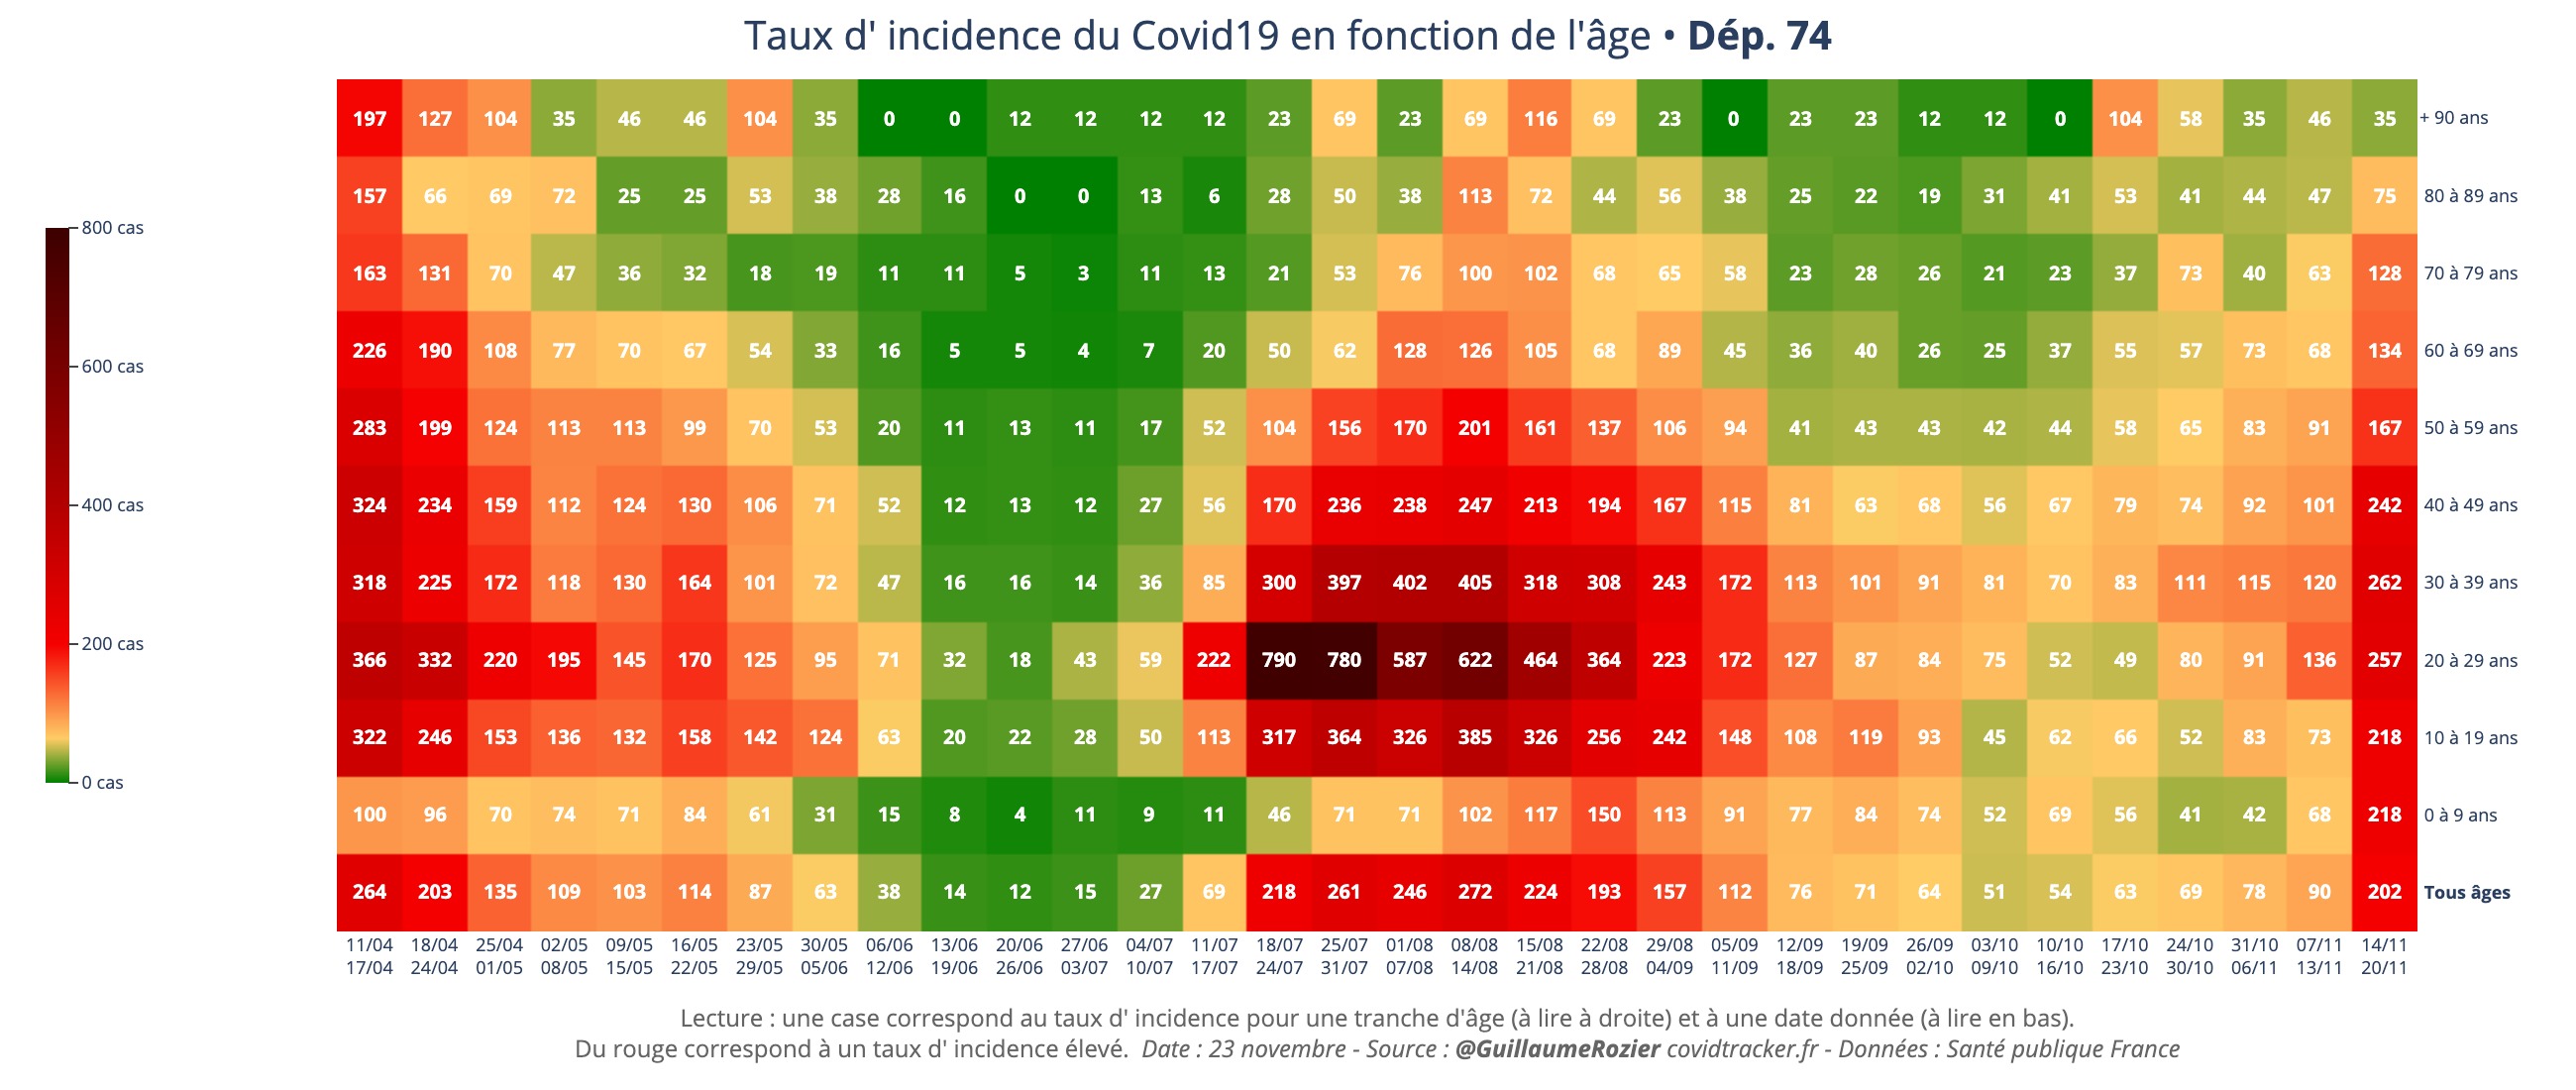 Taux d' incidence du Covid19 en fonction de l'âge • Dép. 74
800 cas
600 cas
400 cas
200 cas
0 cas
197 127 104 35 46 46 104 35 0 0 12 12 12 12 23 69 23 69 116 69 23 0 23 23 12 12 0 104 58 35 46 35 + 90 ans
157 66 69 72 25 25 53 38 28 16 0 0 13 6 28 50 38 113 72 44 56 38 25 22 19 31 41 53 41 44 47 75 80 à 89 ans
163 131 70 47 36 32 18 19 11 11 5 3 11 13 21 53 76 100 102 68 65 58 23 28 26 21 23 37 73 40 63 128 70 à 79 ans
226 190 108 77 70 67 54 33 16 5 5 4 7 20 50 62 128 126 105 68 89 45 36 40 26 25 37 55 57 73 68 134 60 à 69 ans
283 199 124 113 113 99 70 53 20 11 13 11 17 52 104 156 170 201 161 137 106 94 41 43 43 42 44 58 65 83 91 167 50 à 59 ans
324 234 159 112 124 130 106 71 52 12 13 12 27 56 170 236 238 247 213 194 167 115 81 63 68 56 67 79 74 92 101 242 40 à 49 ans
318 225 172 118 130 164 101 72 47 16 16 14 36 85 300 397 402 405 318 308 243 172 113 101 91 81 70 83 111 115 120 262 30 à 39 ans
366 332 220 195 145 170 125 95 71 32 18 43 59 222 790 780 587 622 464 364 223 172 127 87 84 75 52 49 80 91 136 257 20 à 29 ans
322 246 153 136 132 158 142 124 63 20 22 28 50 113 317 364 326 385 326 256 242 148 108 119 93 45 62 66 52 83 73 218 10 à 19 ans
100 96 70 74 71 84 61 31 15 8 4 11 9 11 46 71 71 102 117 150 113 91 77 84 74 52 69 56 41 42 68 218 0 à 9 ans
264 203 135 109 103 114 87 63 38 14 12 15 27 69 218 261 246 272 224 193 157 112 76 71 64 51 54 63 69 78 90 202 Tous âges
11/04 18/04 25/04 02/05 09/05 16/05 23/05 30/05 06/06 13/06 20/06 27/06 04/07 11/07 18/07 25/07 01/08 08/08 15/08 22/08 29/08 05/09 12/09 19/09 26/09 03/10 10/10 17/10 24/10 31/10 07/11 14/11
17/04 24/04 01/05 08/05 15/05 22/05 29/05 05/06 12/06 19/06 26/06 03/07 10/07 17/07 24/07 31/07 07/08 14/08 21/08 28/08 04/09 11/09 18/09 25/09 02/10 09/10 16/10 23/10 30/10 06/11 13/11 20/11
Lecture : une case correspond au taux d' incidence pour une tranche d'âge (à lire à droite) et à une date donnée (à lire en bas).
Du rouge correspond à un taux d' incidence élevé. Date : 23 novembre - Source : @GuillaumeRozier covidtracker.fr - Données : Santé publique France